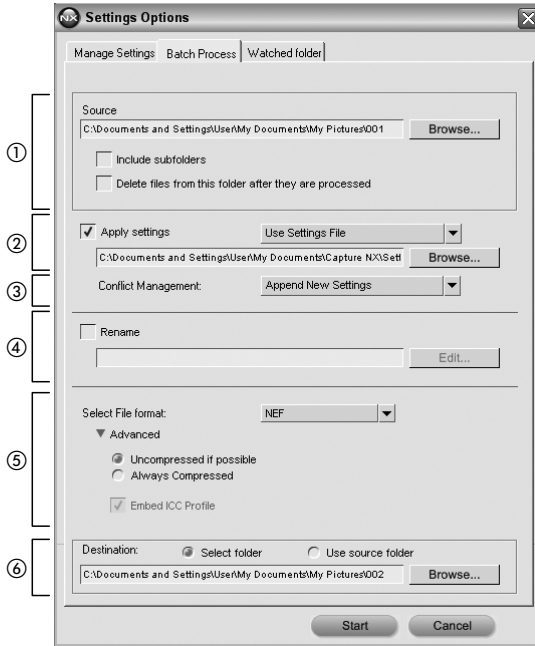 NX Settings Options
Manage Settings Batch Process Watched folder
①
Source
C:\Documents and Settings\User\My Documents\My Pictures\001 Browse...
Include subfolders
Delete files from this folder after they are processed
②
Apply settings Use Settings File
C:\Documents and Settings\User\My Documents\Capture NX\Sett Browse...
③
Conflict Management: Append New Settings
④
Rename
Edit...
⑤
Select File format: NEF
Advanced
Uncompressed if possible
Always Compressed
Embed ICC Profile
⑥
Destination: Select folder Use source folder
C:\Documents and Settings\User\My Documents\My Pictures\002 Browse...
Start Cancel